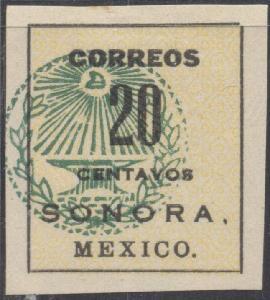 CORREOS
20
CENTAVOS
SONORA.
MEXICO.